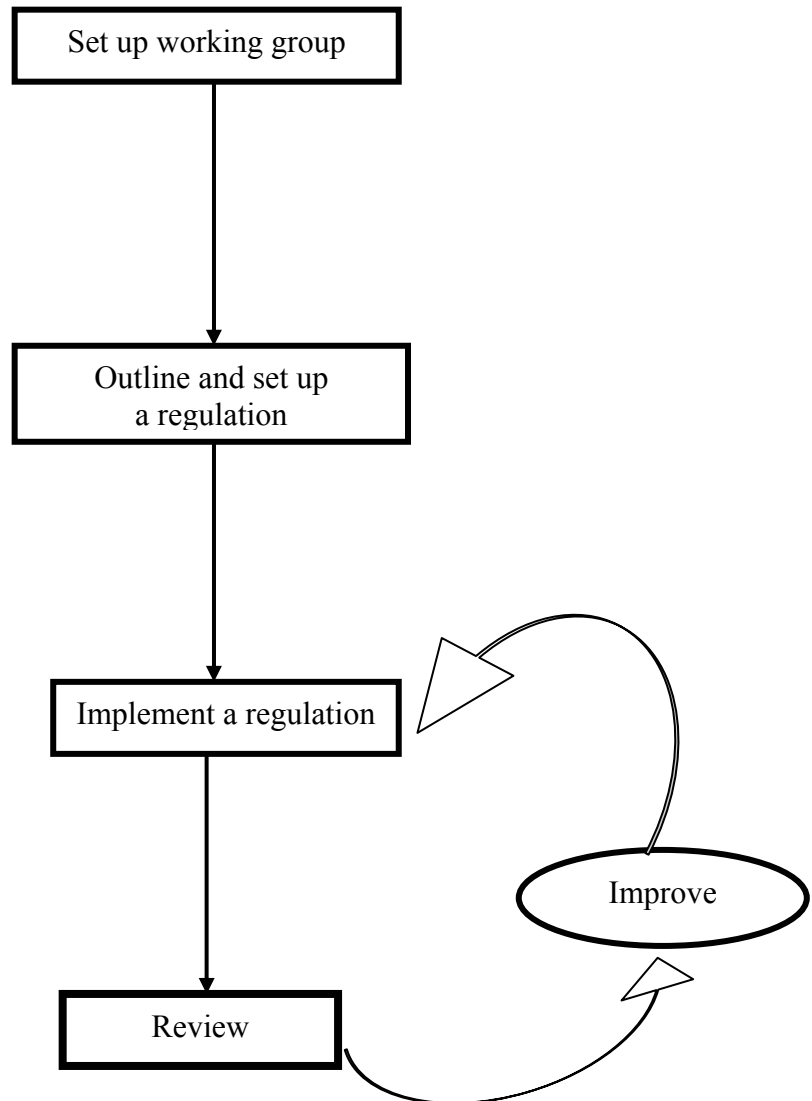 Set up working group
Outline and set up
a regulation
Implement a regulation
Improve
Review